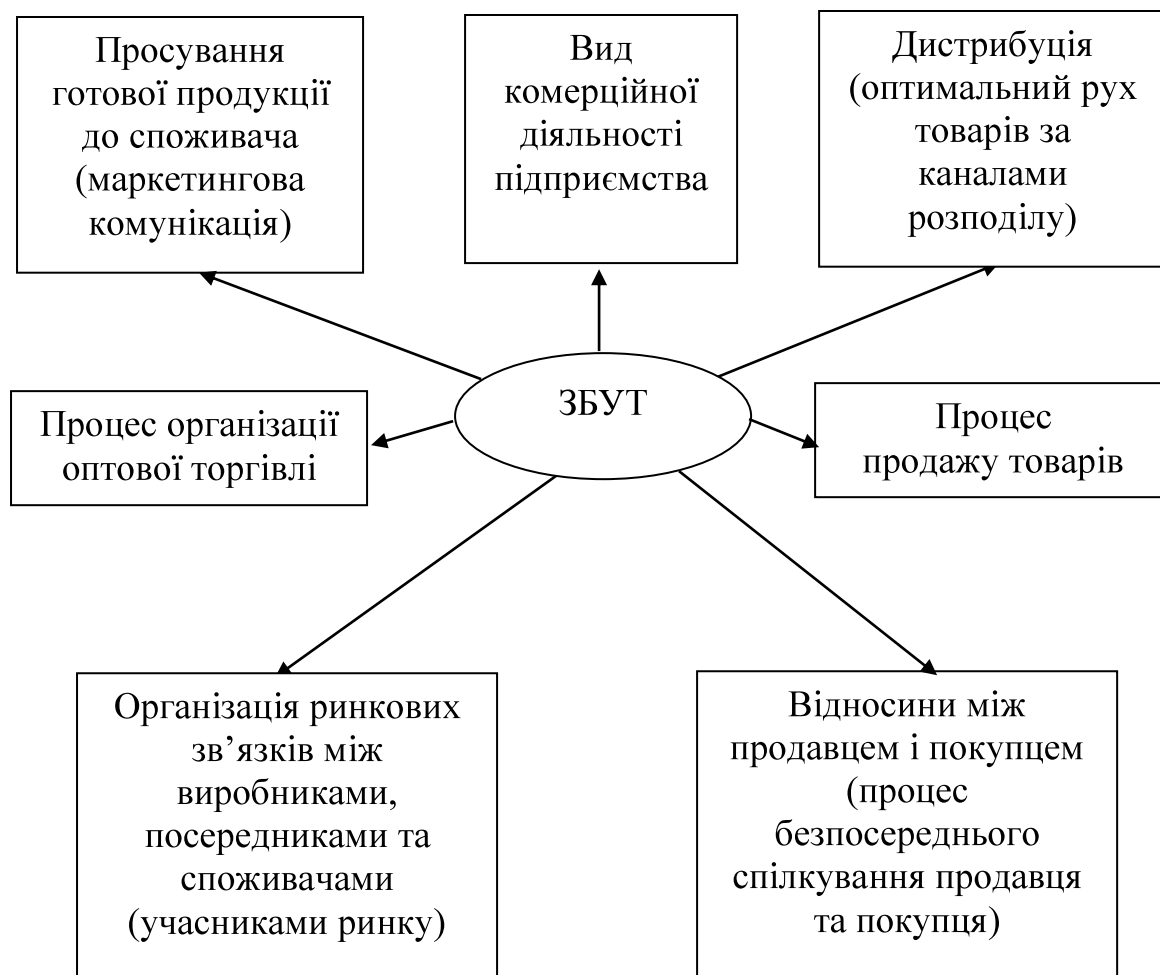 Просування
готової продукції
до споживача
(маркетингова
комунікація)
Вид
комерційної
діяльності
підприємства
Дистрибуція
(оптимальний рух
товарів за
каналами
розподілу)
ЗБУТ
Процес організації
оптової торгівлі
Процес
продажу товарів
Організація ринкових
зв’язків між
виробниками,
посередниками та
споживачами
(учасниками ринку)
Відносини між
продавцем і покупцем
(процес
безпосереднього
спілкування продавця
та покупця)